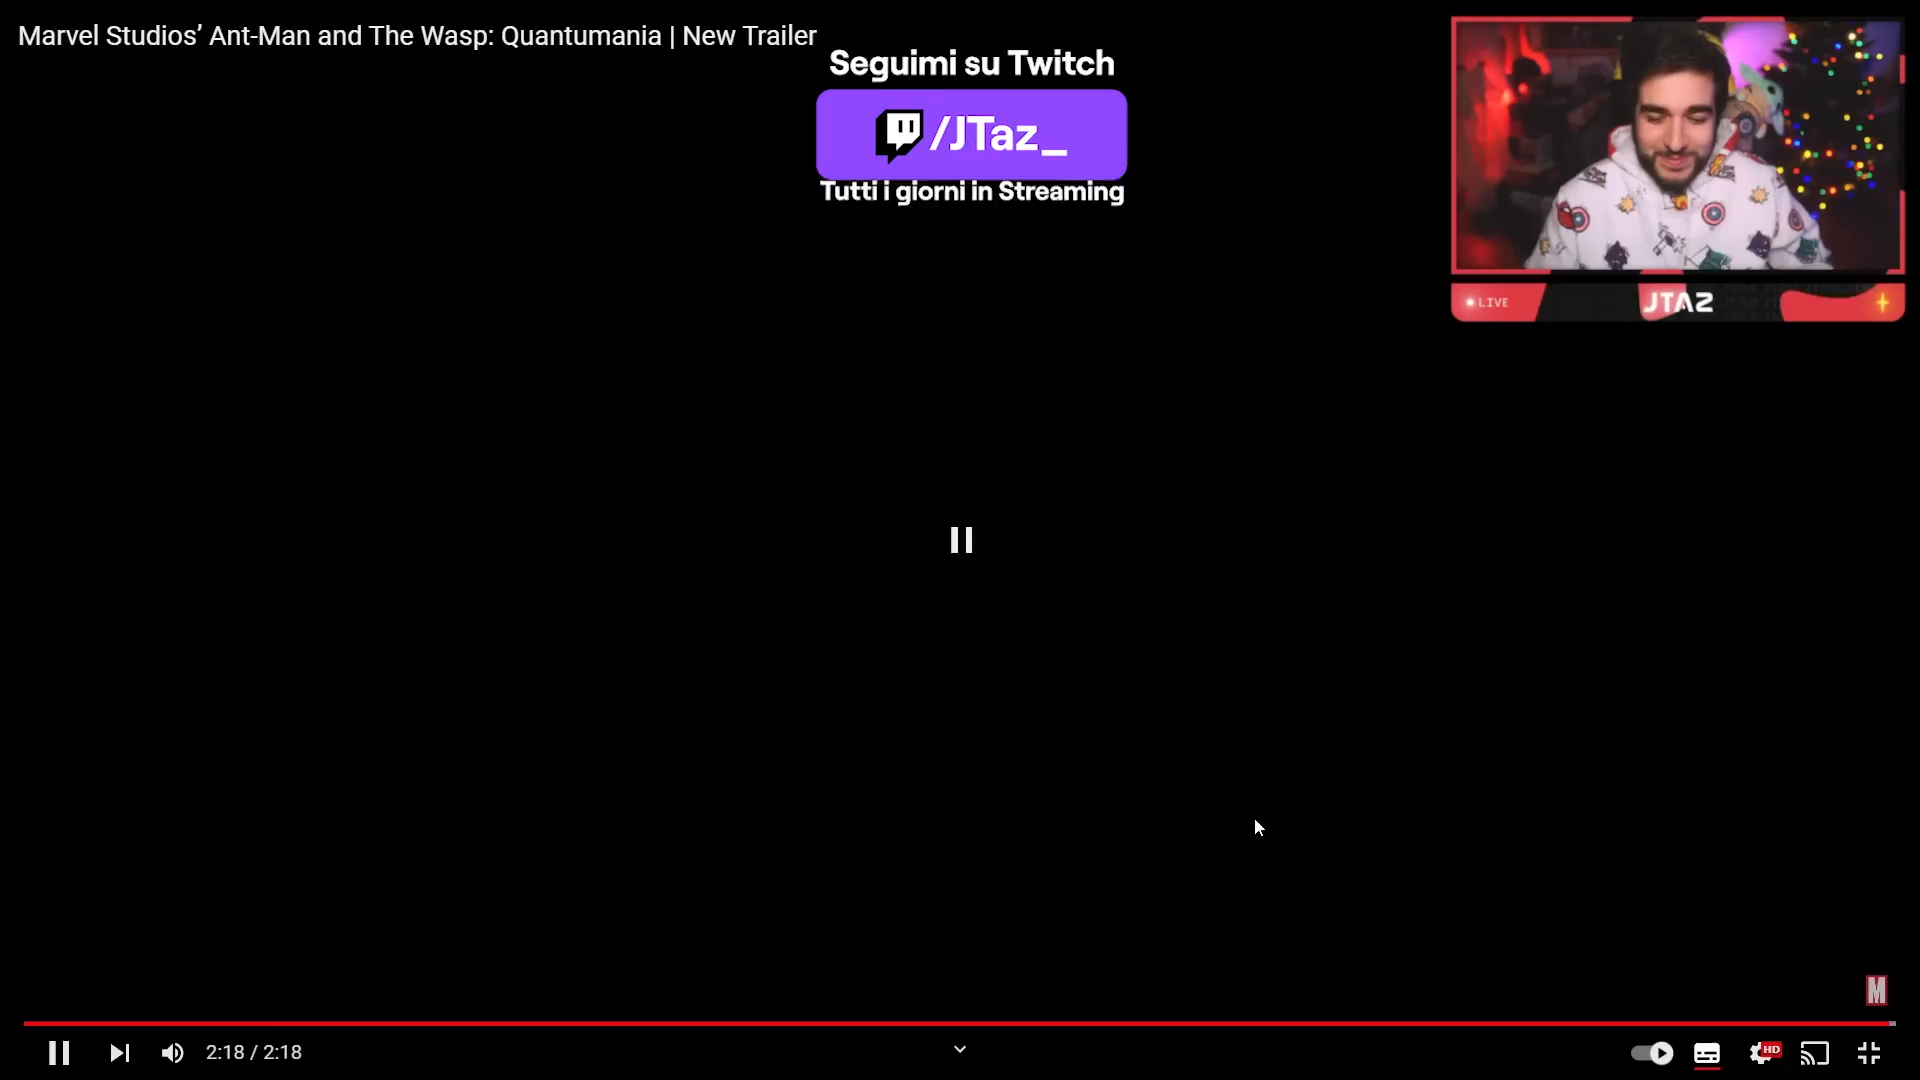 Marvel Studios’ Ant-Man and The Wasp: Quantumania | New Trailer
Seguimi su Twitch
/JTaz_
Tutti i giorni in Streaming
LIVE
JTAZ
M
2:18 / 2:18
HD